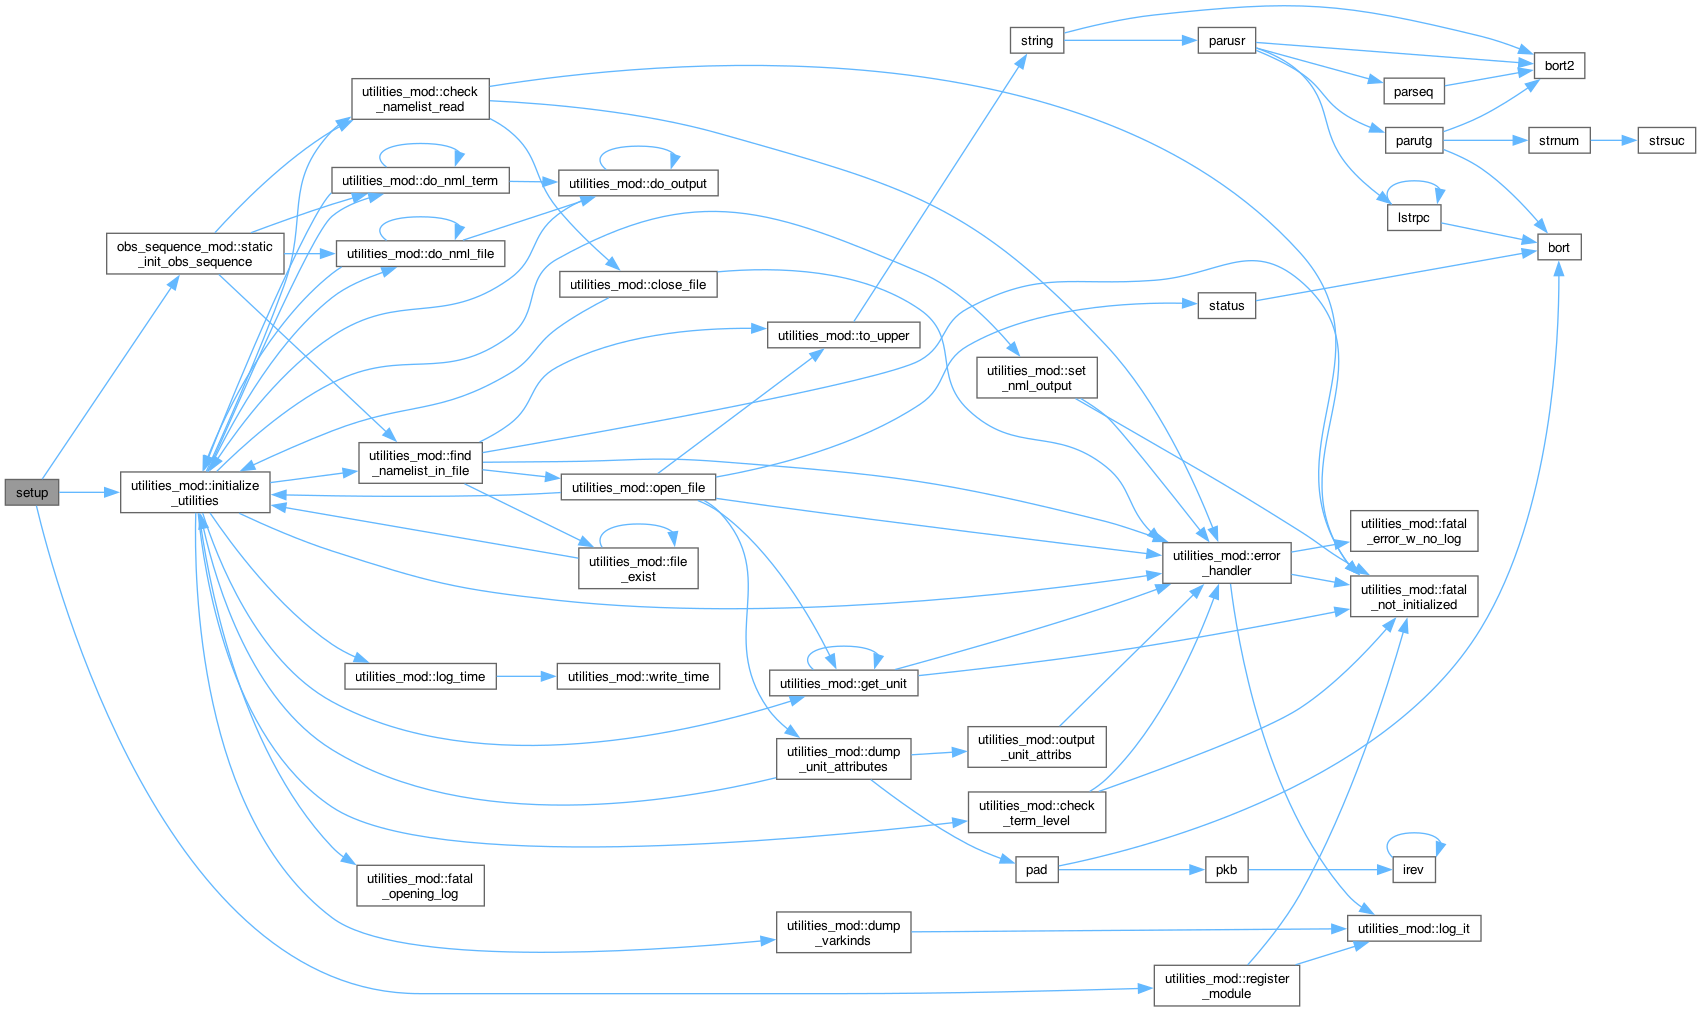 string
parusr
bort2
utilities_mod::check
_namelist_read
parseq
parutg
strnum
strsuc
utilities_mod::do_nml_term
utilities_mod::do_output
lstrpc
obs_sequence_mod::static
_init_obs_sequence
utilities_mod::do_nml_file
bort
utilities_mod::close_file
status
utilities_mod::to_upper
utilities_mod::set
_nml_output
utilities_mod::find
_namelist_in_file
setup
utilities_mod::initialize
_utilities
utilities_mod::open_file
utilities_mod::fatal
_error_w_no_log
utilities_mod::file
_exist
utilities_mod::error
_handler
utilities_mod::fatal
_not_initialized
utilities_mod::log_time
utilities_mod::write_time
utilities_mod::get_unit
utilities_mod::output
_unit_attribs
utilities_mod::dump
_unit_attributes
utilities_mod::check
_term_level
pad
pkb
irev
utilities_mod::fatal
_opening_log
utilities_mod::dump
_varkinds
utilities_mod::log_it
utilities_mod::register
_module